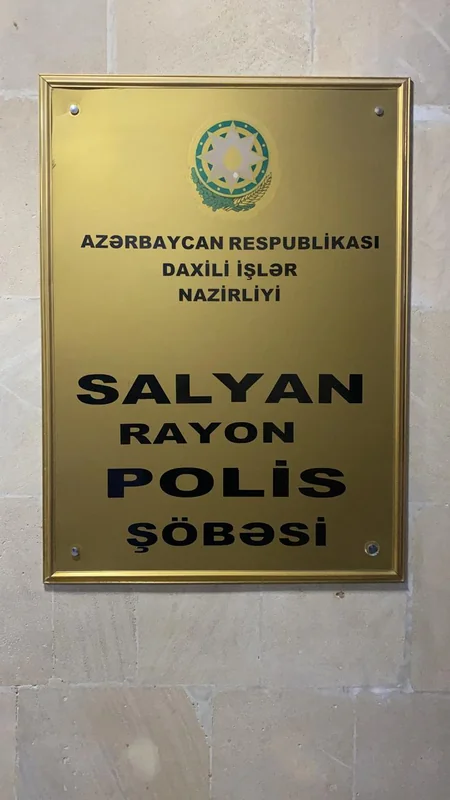 AZƏRBAYCAN RESPUBLİKASI
DAXİLİ İŞLƏR
NAZİRLİYİ
SALYAN
RAYON
POLİS
ŞÖBƏSİ